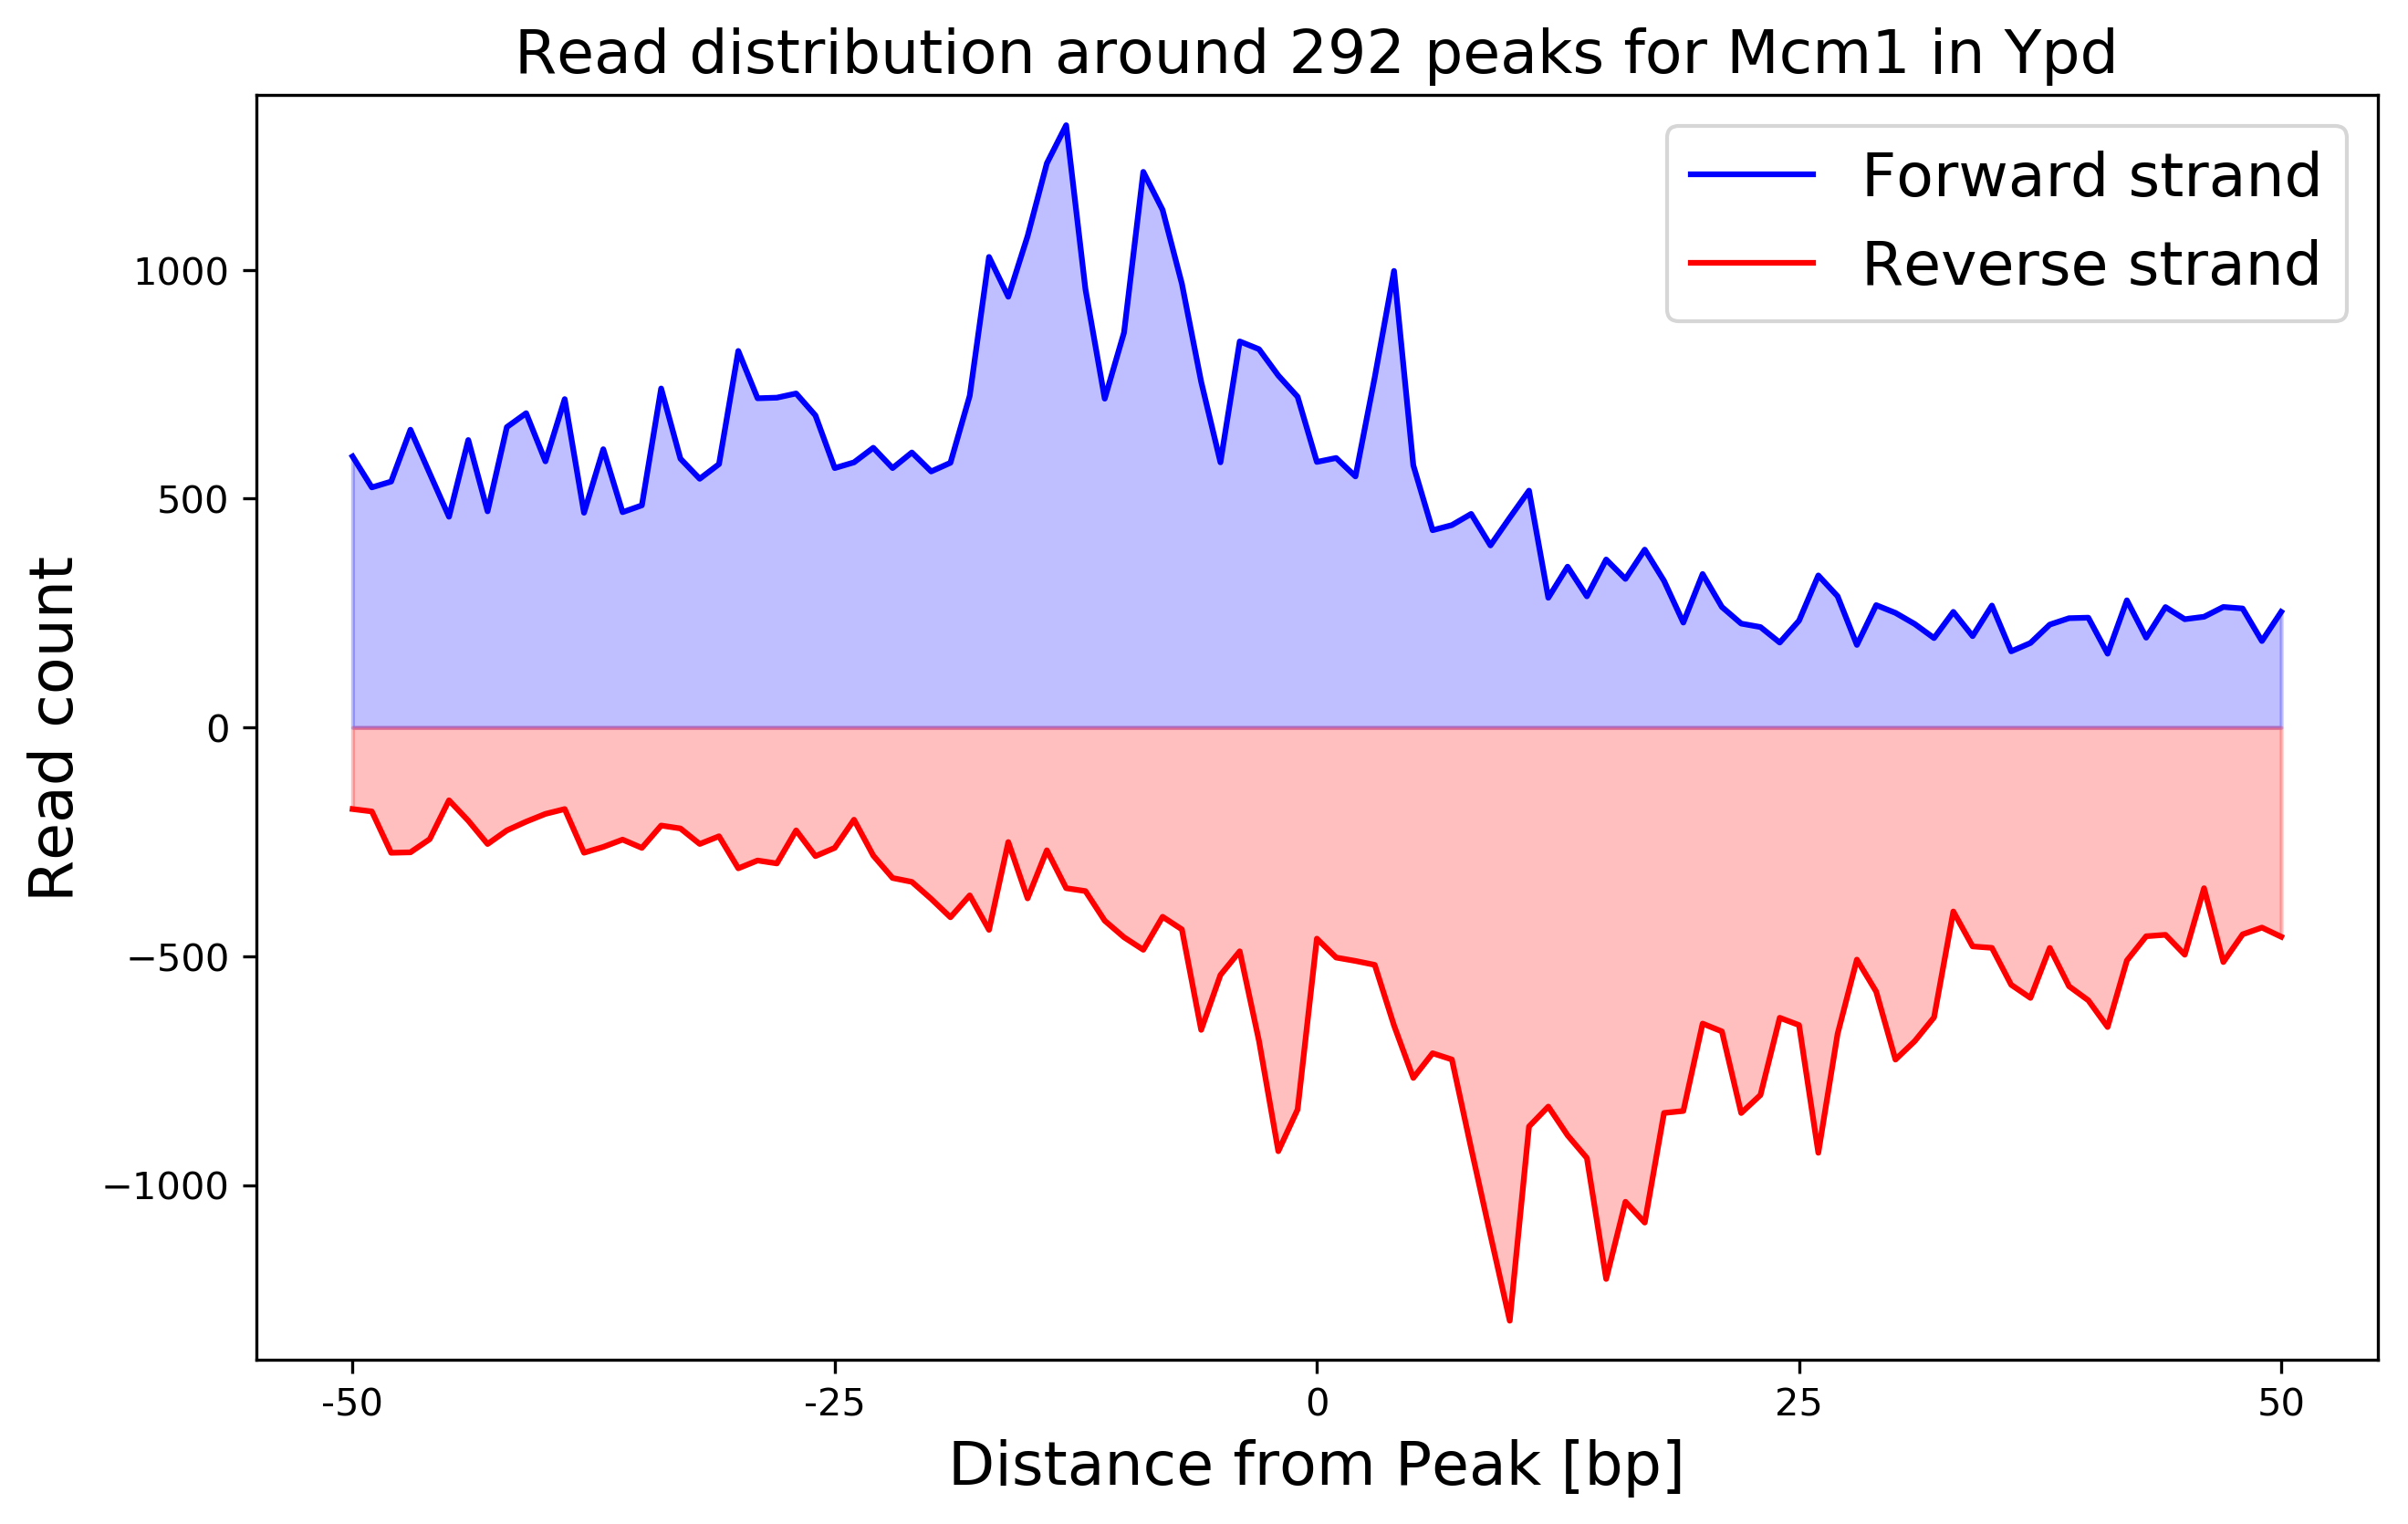 Read distribution around 292 peaks for Mcm1 in Ypd
Forward strand
Reverse strand
1000
500
0
−500
−1000
Read count
-50
-25
0
25
50
Distance from Peak [bp]